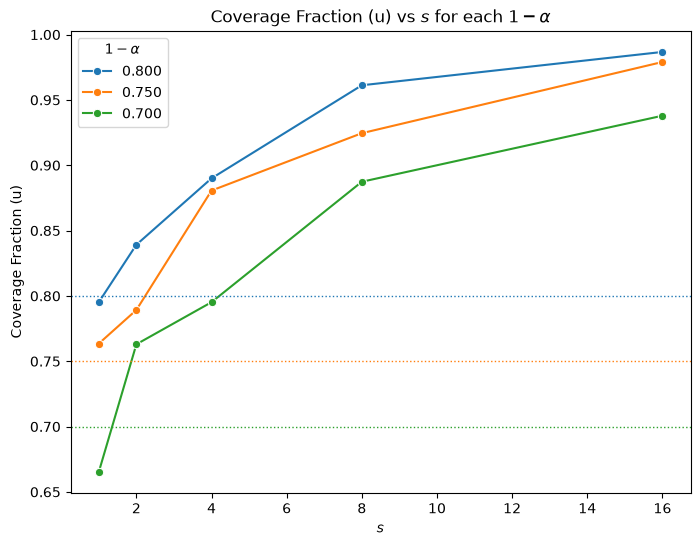 Coverage Fraction (u) vs s for each 1 − α
1 − α
0.800
0.750
0.700
Coverage Fraction (u)
1.00
0.95
0.90
0.85
0.80
0.75
0.70
0.65
2 4 6 8 10 12 14 16
s